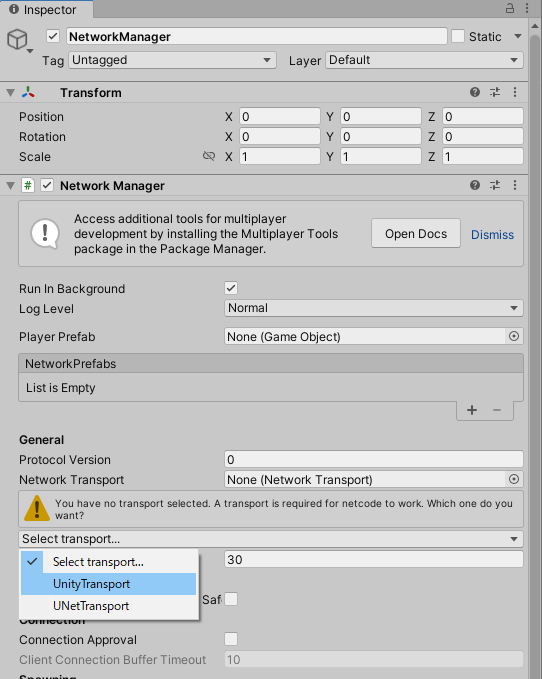 Inspector
NetworkManager
Static
Tag Untagged Layer Default
Transform
Position X 0 Y 0 Z 0
Rotation X 0 Y 0 Z 0
Scale X 1 Y 1 Z 1
# Network Manager
Access additional tools for multiplayer
development by installing the Multiplayer Tools
package in the Package Manager.
Open Docs
Dismiss
Run In Background
Log Level Normal
Player Prefab None (Game Object)
NetworkPrefabs
List is Empty
General
Protocol Version 0
Network Transport None (Network Transport)
You have no transport selected. A transport is required for netcode to work. Which one do you
want?
Select transport...
Select transport...
30
UnityTransport
UNetTransport
Connection Approval
Client Connection Buffer Timeout 10